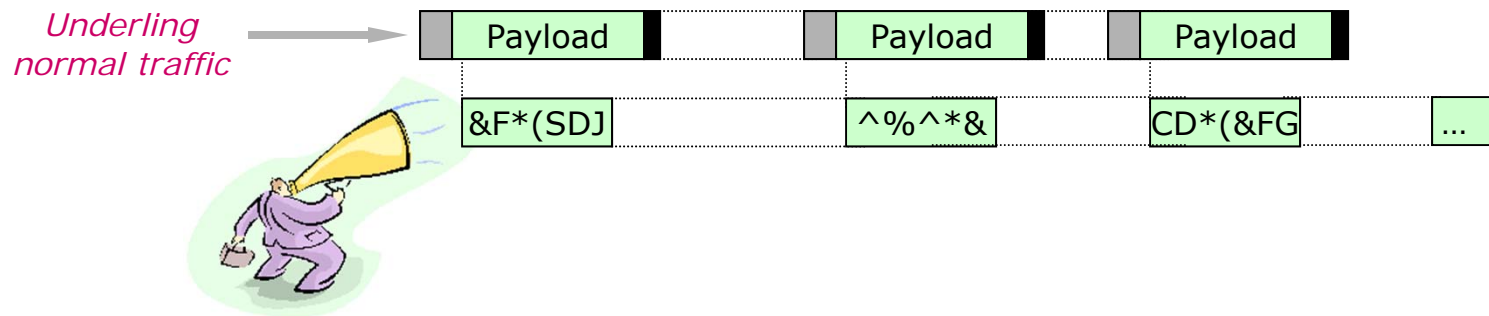 Underling
normal traffic
Payload
Payload
Payload
&F*(SDJ
^%^*&
CD*(&FG
...